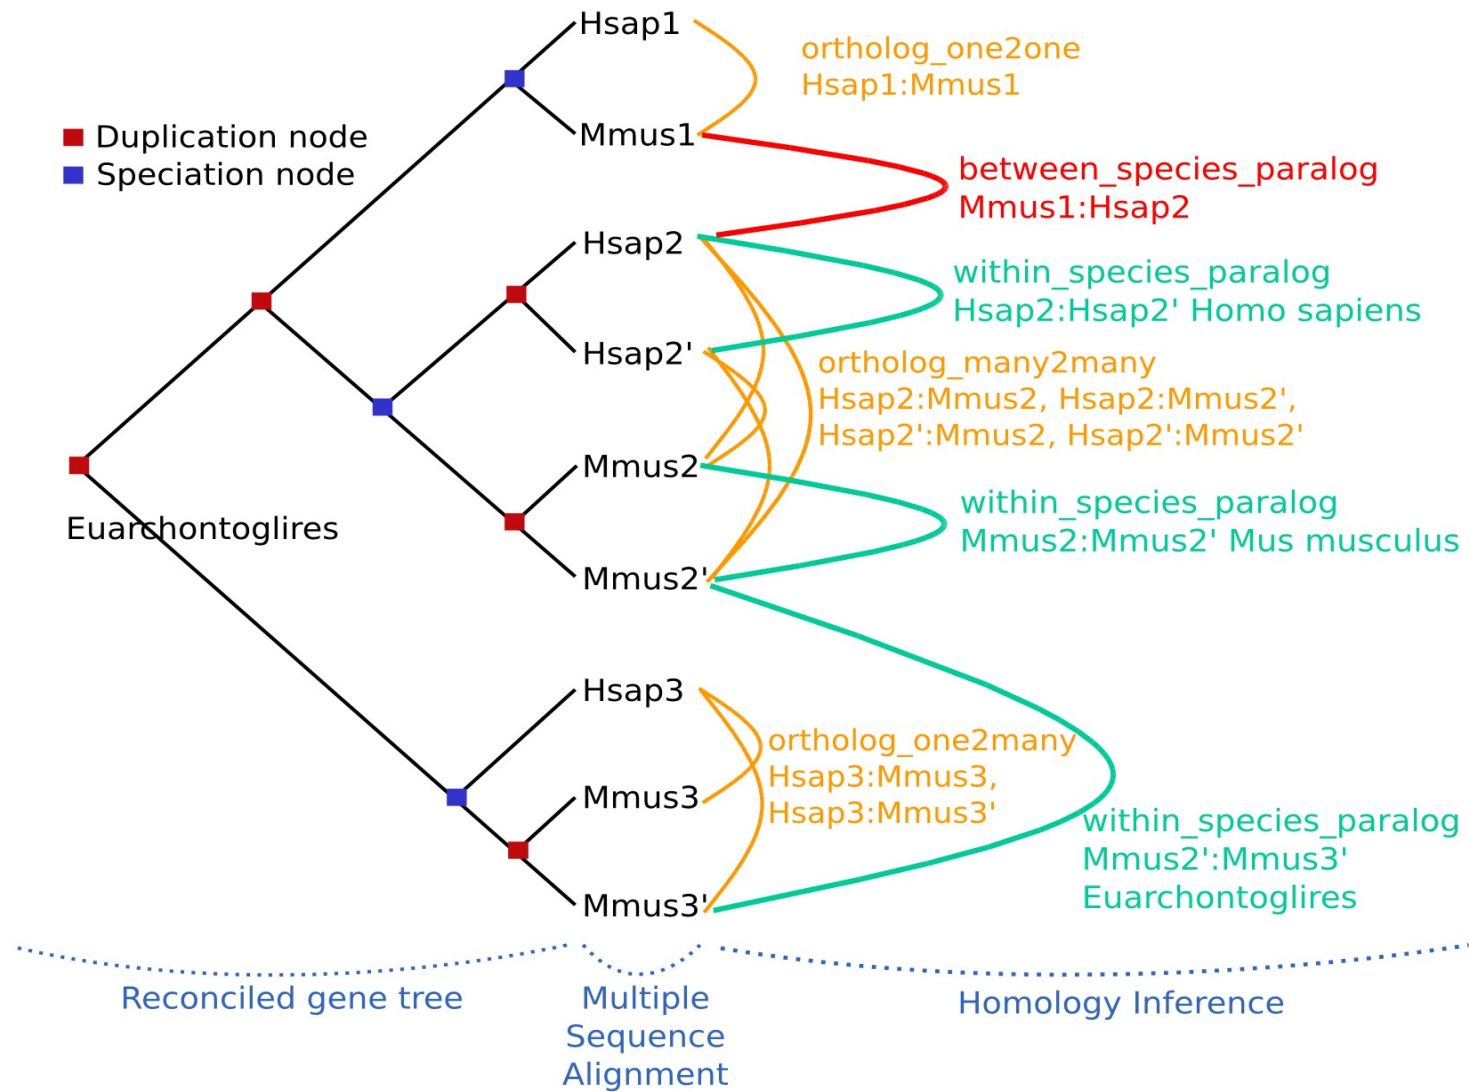 Hsap1
ortholog_one2one
Hsap1:Mmus1
Duplication node
Speciation node
Mmus1
between_species_paralog
Mmus1:Hsap2
Hsap2
within_species_paralog
Hsap2:Hsap2' Homo sapiens
Hsap2'
ortholog_many2many
Hsap2:Mmus2, Hsap2:Mmus2',
Hsap2':Mmus2, Hsap2':Mmus2'
Mmus2
Euarchontoglires
within_species_paralog
Mmus2:Mmus2' Mus musculus
Mmus2'
Hsap3
ortholog_one2many
Hsap3:Mmus3,
Hsap3:Mmus3'
Mmus3
within_species_paralog
Mmus2':Mmus3'
Euarchontoglires
Mmus3'
Reconciled gene tree
Multiple
Sequence
Alignment
Homology Inference